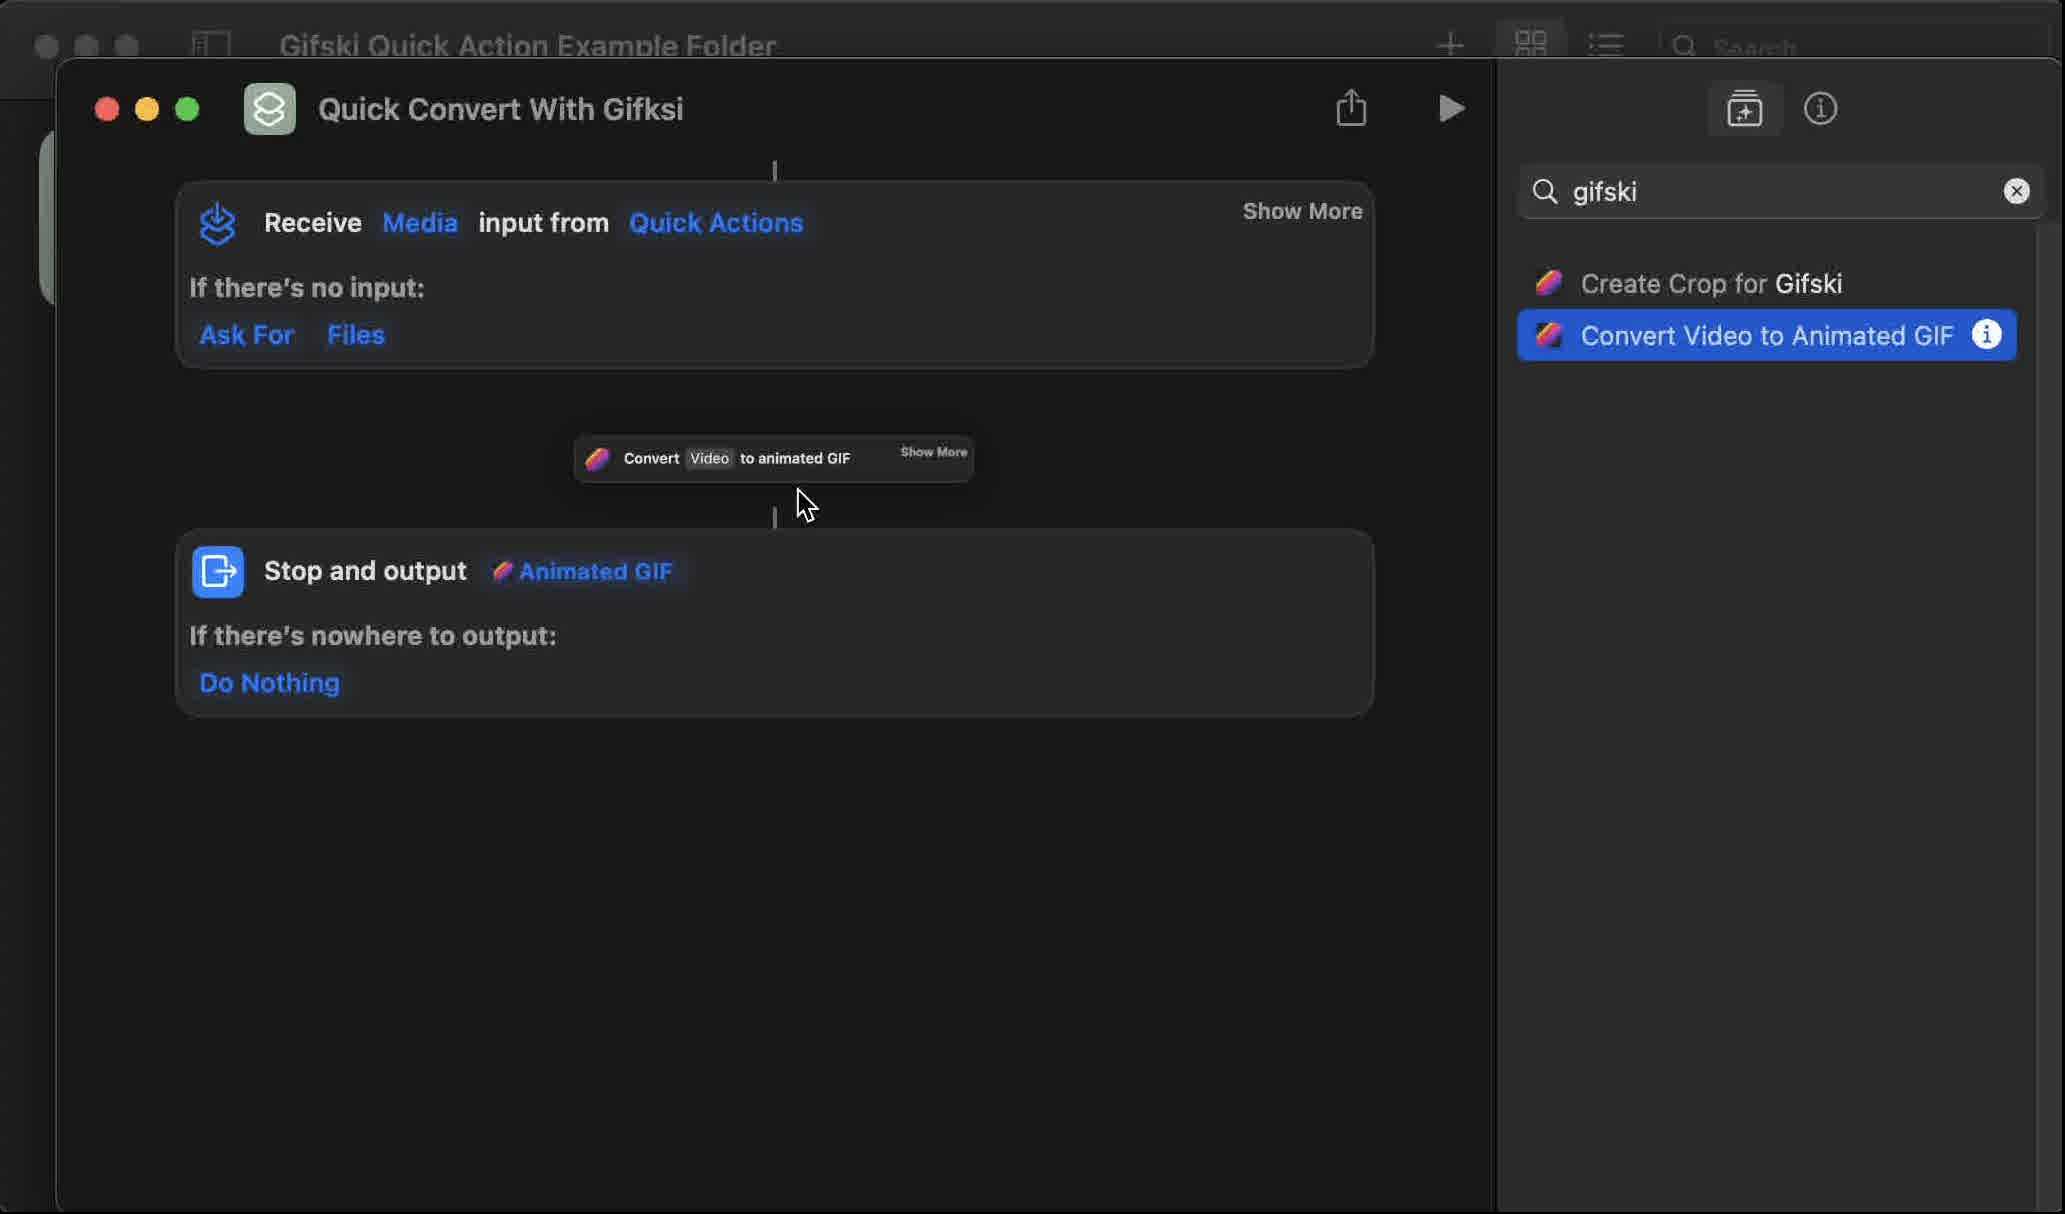 Gifski Quick Action Example Folder
Search
Quick Convert With Gifksi
Receive Media input from Quick Actions
Show More
If there's no input:
Ask For Files
Convert Video to animated GIF
Show More
Stop and output Animated GIF
If there's nowhere to output:
Do Nothing
gifski
Create Crop for Gifski
Convert Video to Animated GIF